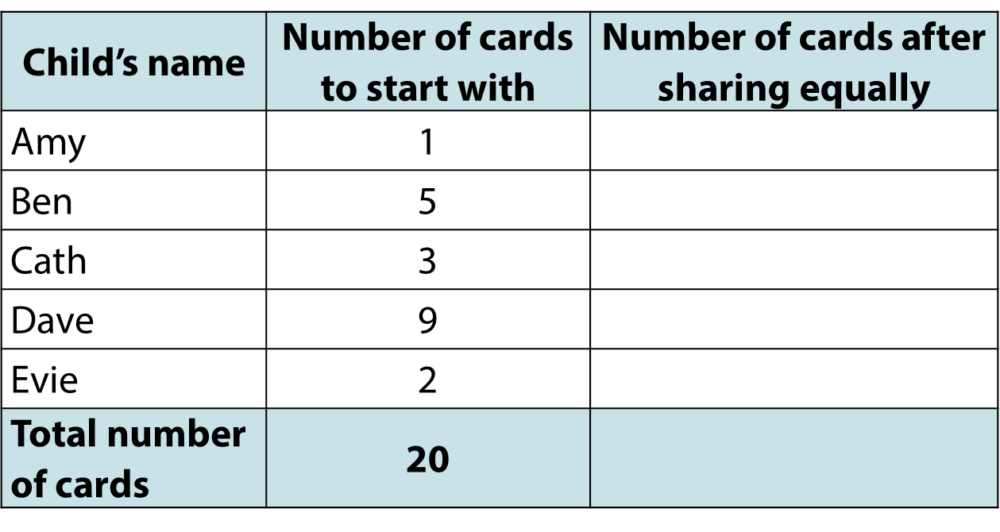 Child’s name
Number of cards
to start with
Number of cards after
sharing equally
Amy
1
Ben
5
Cath
3
Dave
9
Evie
2
Total number
of cards
20